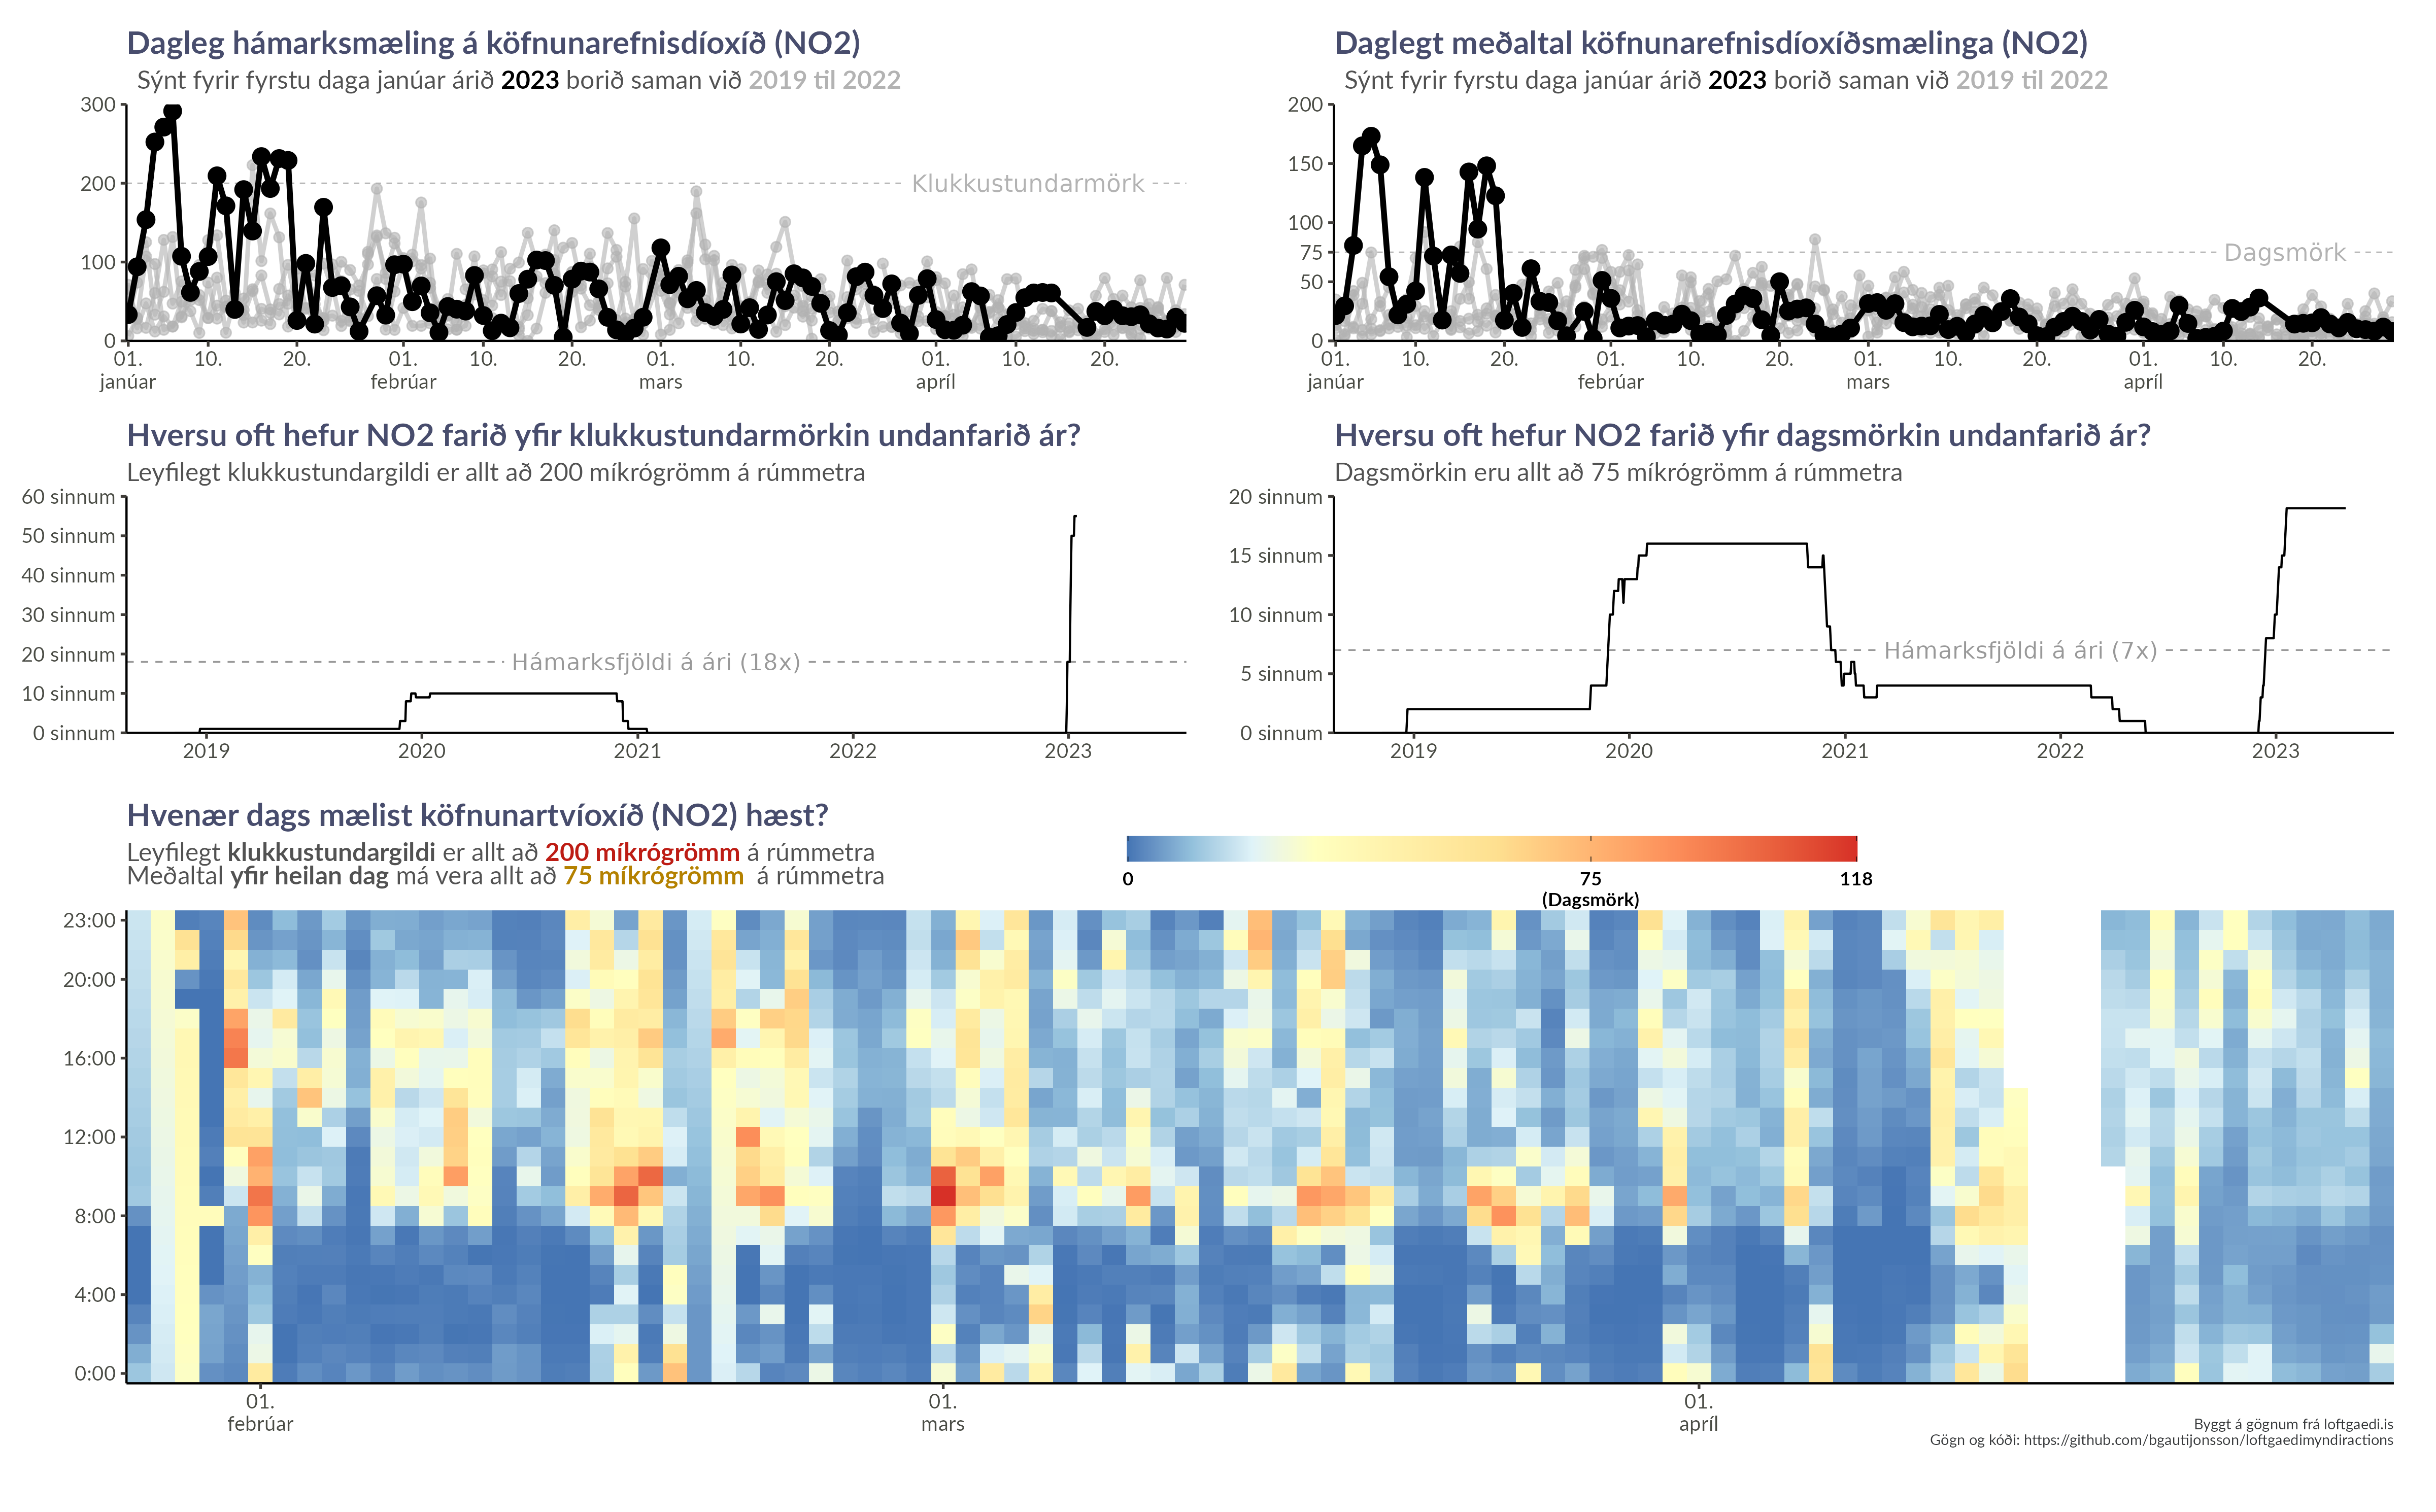 Dagleg hámarksmæling á köfnunarefnisdíoxíð (NO2)
Sýnt fyrir fyrstu daga janúar árið 2023 borið saman við 2019 til 2022
300
200
100
0
Klukkustundarmörk
01. 10. 20. 01. 10. 20. 01. 10. 20. 01. 10. 20.
janúar febrúar mars apríl
Daglegt meðaltal köfnunarefnisdíoxíðsmælinga (NO2)
Sýnt fyrir fyrstu daga janúar árið 2023 borið saman við 2019 til 2022
200
150
100
75
50
0
Dagsmörk
01. 10. 20. 01. 10. 20. 01. 10. 20. 01. 10. 20.
janúar febrúar mars apríl
Hversu oft hefur NO2 farið yfir klukkustundarmörkin undanfarið ár?
Leyfilegt klukkustundargildi er allt að 200 míkrógrömm á rúmmetra
60 sinnum
50 sinnum
40 sinnum
30 sinnum
20 sinnum
10 sinnum
0 sinnum
Hámarksfjöldi á ári (18x)
2019 2020 2021 2022 2023
Hversu oft hefur NO2 farið yfir dagsmörkin undanfarið ár?
Dagsmörkin eru allt að 75 míkrógrömm á rúmmetra
20 sinnum
15 sinnum
10 sinnum
5 sinnum
0 sinnum
Hámarksfjöldi á ári (7x)
2019 2020 2021 2022 2023
Hvenær dags mælist köfnunartvíoxíð (NO2) hæst?
Leyfilegt klukkustundargildi er allt að 200 míkrógrömm á rúmmetra
Meðaltal yfir heilan dag má vera allt að 75 míkrógrömm á rúmmetra
0 75 118
(Dagsmörk)
23:00
20:00
16:00
12:00
8:00
4:00
0:00
01. 01. 01.
febrúar mars apríl
Byggt á gögnum frá loftgaedi.is
Gögn og kóði: https://github.com/bgautijonsson/loftgaedimyndiractions